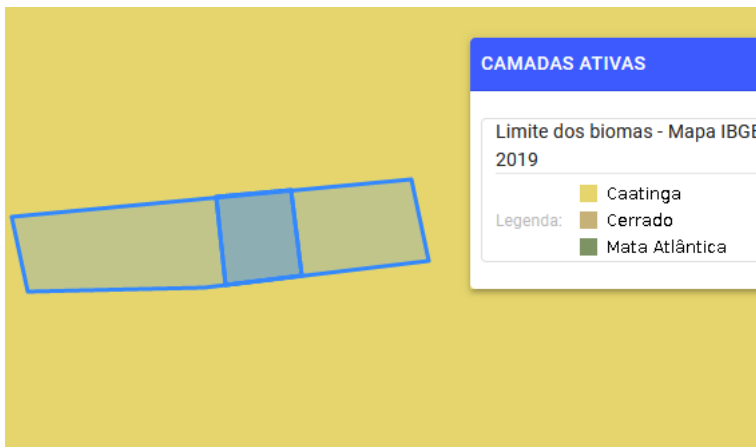 CAMADAS ATIVAS
Limite dos biomas - Mapa IBGE
2019
Caatinga
Legenda: Cerrado
Mata Atlântica